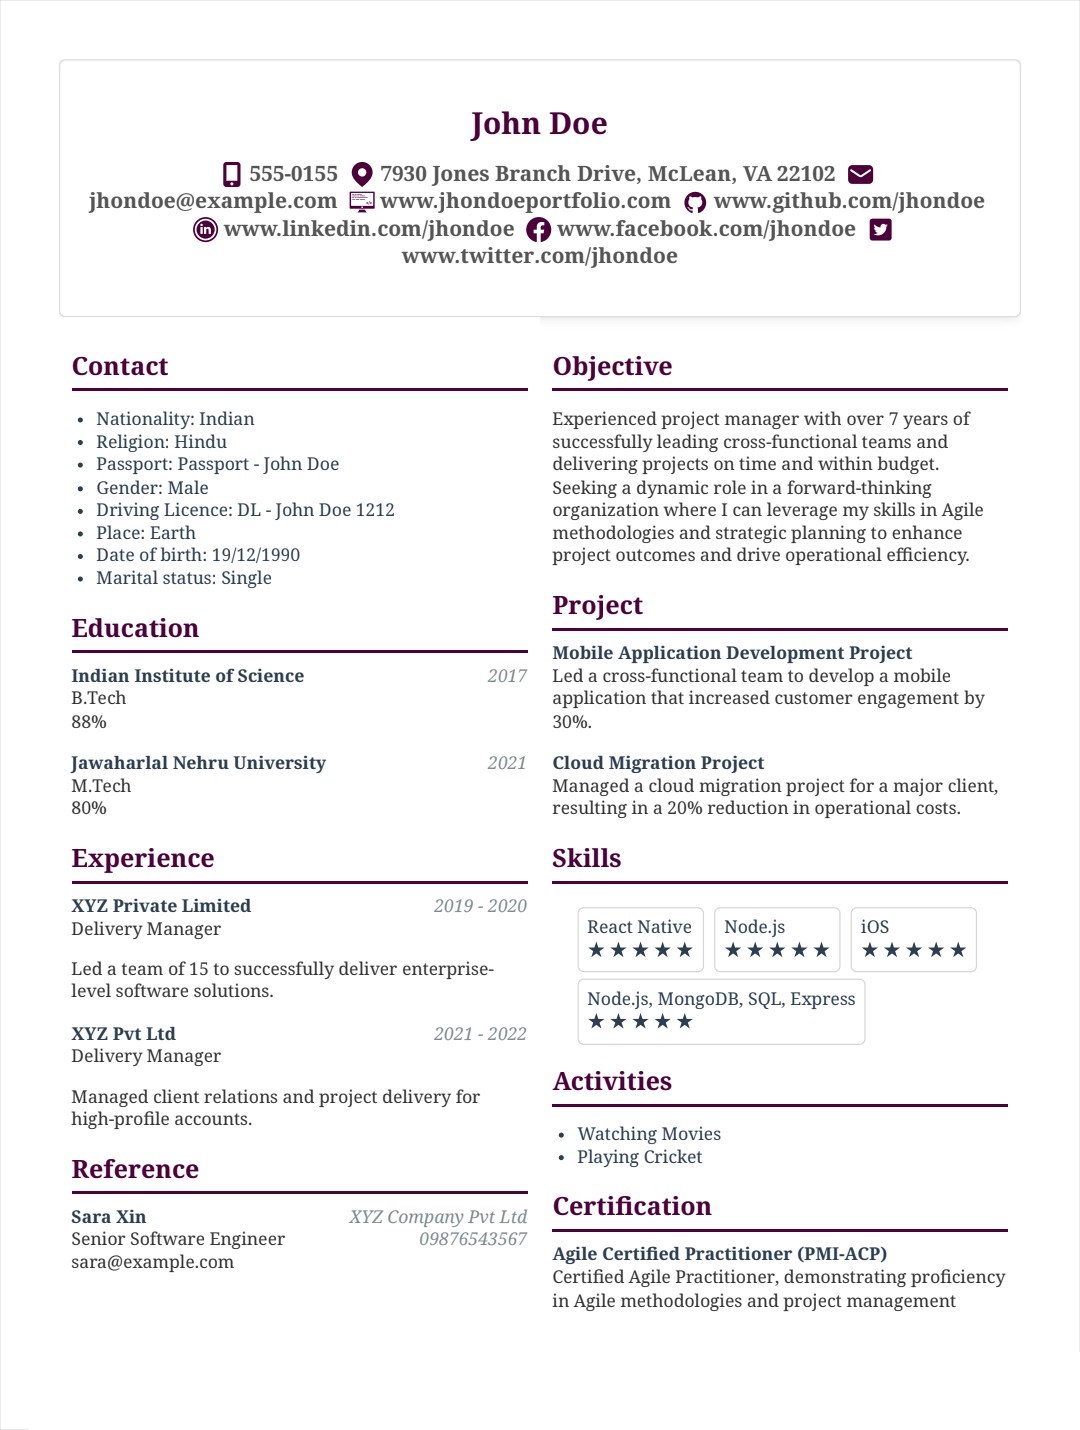 John Doe
555-0155 7930 Jones Branch Drive, McLean, VA 22102
jhondoe@example.com www.jhondoeportfolio.com www.github.com/jhondoe
www.linkedin.com/jhondoe www.facebook.com/jhondoe
www.twitter.com/jhondoe
Contact
• Nationality: Indian
• Religion: Hindu
• Passport: Passport - John Doe
• Gender: Male
• Driving Licence: DL - John Doe 1212
• Place: Earth
• Date of birth: 19/12/1990
• Marital status: Single
Education
Indian Institute of Science 2017
B.Tech
88%
Jawaharlal Nehru University 2021
M.Tech
80%
Experience
XYZ Private Limited 2019 - 2020
Delivery Manager
Led a team of 15 to successfully deliver enterprise-
level software solutions.
XYZ Pvt Ltd 2021 - 2022
Delivery Manager
Managed client relations and project delivery for
high-profile accounts.
Reference
Sara Xin XYZ Company Pvt Ltd
Senior Software Engineer 09876543567
sara@example.com
Objective
Experienced project manager with over 7 years of
successfully leading cross-functional teams and
delivering projects on time and within budget.
Seeking a dynamic role in a forward-thinking
organization where I can leverage my skills in Agile
methodologies and strategic planning to enhance
project outcomes and drive operational efficiency.
Project
Mobile Application Development Project
Led a cross-functional team to develop a mobile
application that increased customer engagement by
30%.
Cloud Migration Project
Managed a cloud migration project for a major client,
resulting in a 20% reduction in operational costs.
Skills
React Native Node.js iOS
★★★★★ ★★★★★ ★★★★★
Node.js, MongoDB, SQL, Express
★★★★★
Activities
• Watching Movies
• Playing Cricket
Certification
Agile Certified Practitioner (PMI-ACP)
Certified Agile Practitioner, demonstrating proficiency
in Agile methodologies and project management